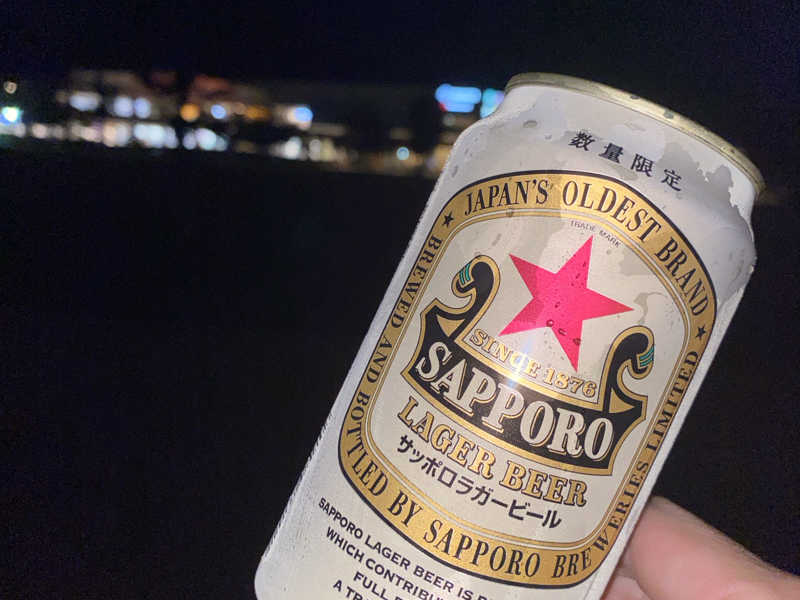 数量限定
★ JAPAN'S OLDEST BRAND ★
TRADE MARK
SINCE 1876
SAPPORO
LAGER BEER
サッポロラガービール
BREWED AND BOTTLED BY SAPPORO BREWERIES LIMITED
SAPPORO LAGER BEER IS
WHICH CONTRIBU
FULL
A TR